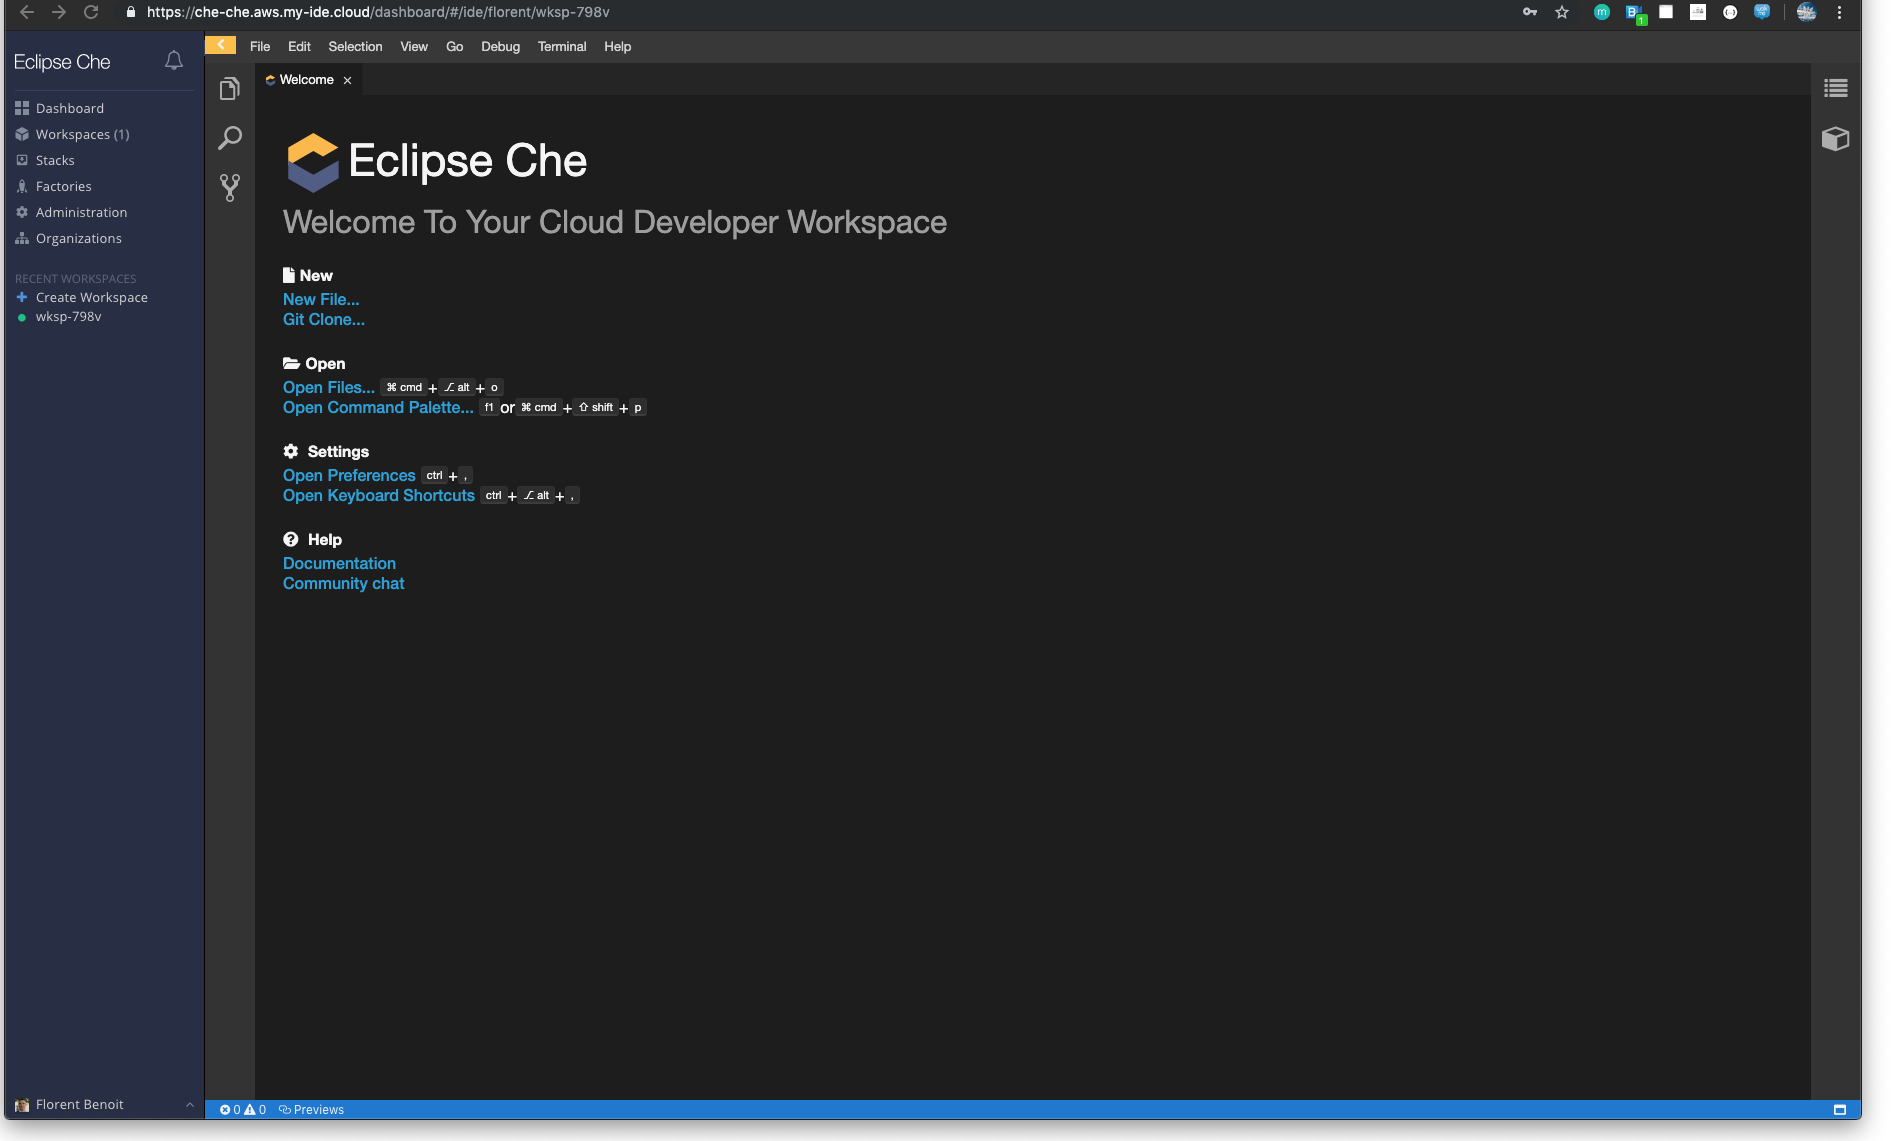 https://che-che.aws.my-ide.cloud/dashboard/#/ide/florent/wksp-798v
Eclipse Che
Dashboard
Workspaces (1)
Stacks
Factories
Administration
Organizations
RECENT WORKSPACES
Create Workspace
wksp-798v
Florent Benoit
File Edit Selection View Go Debug Terminal Help
Welcome
Eclipse Che
Welcome To Your Cloud Developer Workspace
New
New File...
Git Clone...
Open
Open Files... ⌘ cmd + ⌥ alt + o
Open Command Palette... f1 or ⌘ cmd + ⇧ shift + p
Settings
Open Preferences ctrl + ,
Open Keyboard Shortcuts ctrl + ⌥ alt + ,
Help
Documentation
Community chat
0 0 Previews